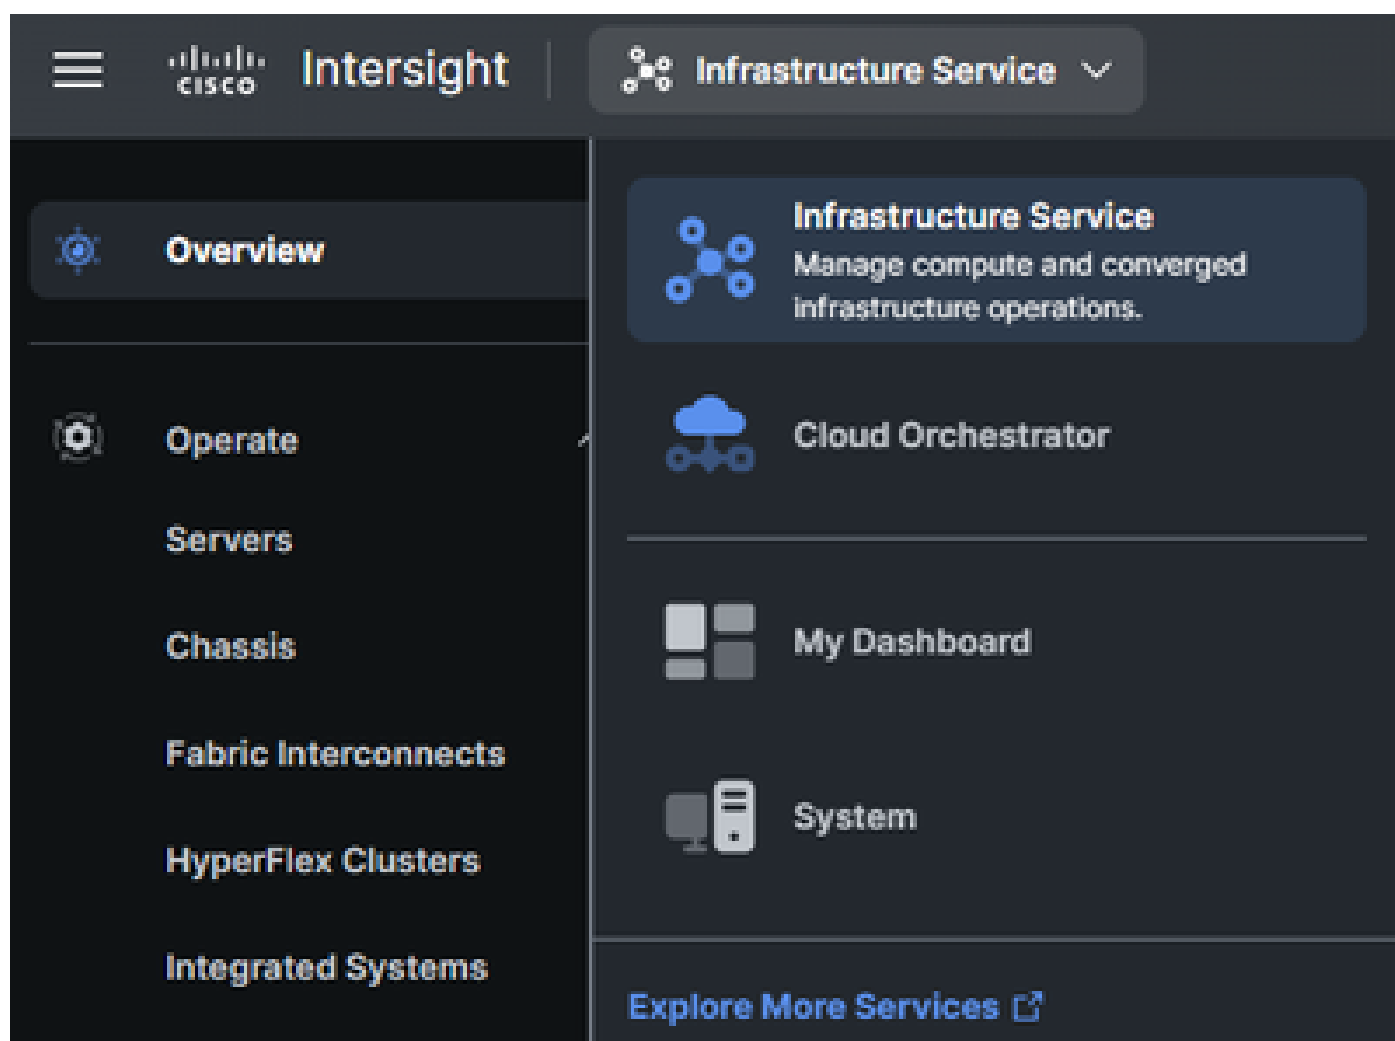 CISCO Intersight Infrastructure Service
Overview
Operate
Servers
Chassis
Fabric Interconnects
HyperFlex Clusters
Integrated Systems
Infrastructure Service
Manage compute and converged
infrastructure operations.
Cloud Orchestrator
My Dashboard
System
Explore More Services